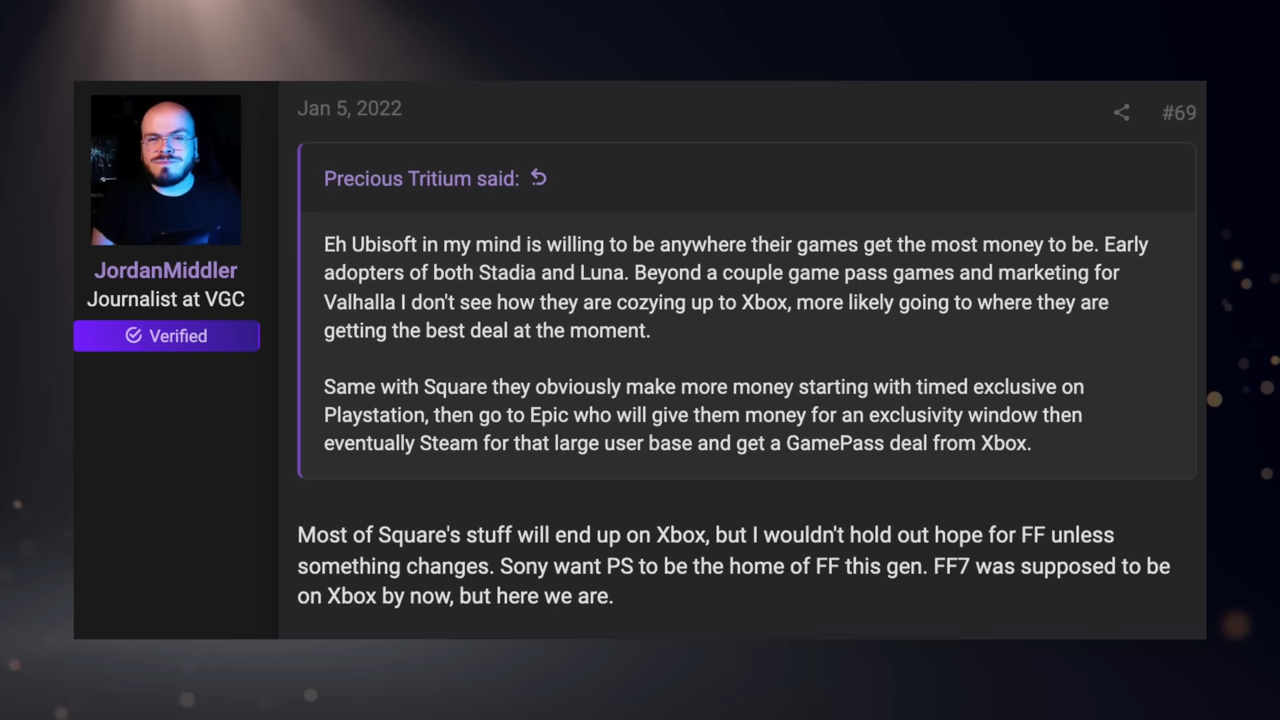 Jan 5, 2022
#69
JordanMiddler
Journalist at VGC
Verified
Precious Tritium said:
Eh Ubisoft in my mind is willing to be anywhere their games get the most money to be. Early
adopters of both Stadia and Luna. Beyond a couple game pass games and marketing for
Valhalla I don't see how they are cozying up to Xbox, more likely going to where they are
getting the best deal at the moment.
Same with Square they obviously make more money starting with timed exclusive on
Playstation, then go to Epic who will give them money for an exclusivity window then
eventually Steam for that large user base and get a GamePass deal from Xbox.
Most of Square's stuff will end up on Xbox, but I wouldn't hold out hope for FF unless
something changes. Sony want PS to be the home of FF this gen. FF7 was supposed to be
on Xbox by now, but here we are.